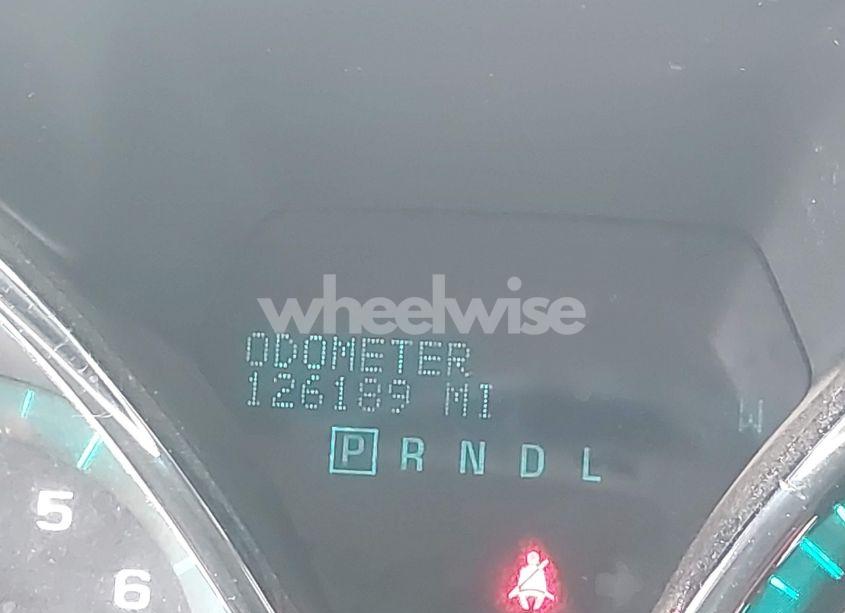 wheelwise
ODOMETER
126189 MI
W
P R N D L
5
6